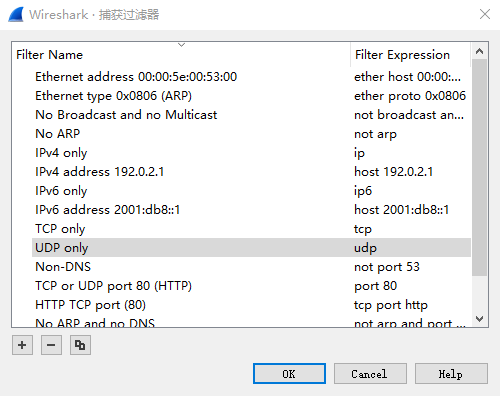 Wireshark · 捕获过滤器
Filter Name Filter Expression
Ethernet address 00:00:5e:00:53:00 ether host 00:00:...
Ethernet type 0x0806 (ARP) ether proto 0x0806
No Broadcast and no Multicast not broadcast an...
No ARP not arp
IPv4 only ip
IPv4 address 192.0.2.1 host 192.0.2.1
IPv6 only ip6
IPv6 address 2001:db8::1 host 2001:db8::1
TCP only tcp
UDP only udp
Non-DNS not port 53
TCP or UDP port 80 (HTTP) port 80
HTTP TCP port (80) tcp port http
No ARP and no DNS not arp and port ...
OK Cancel Help